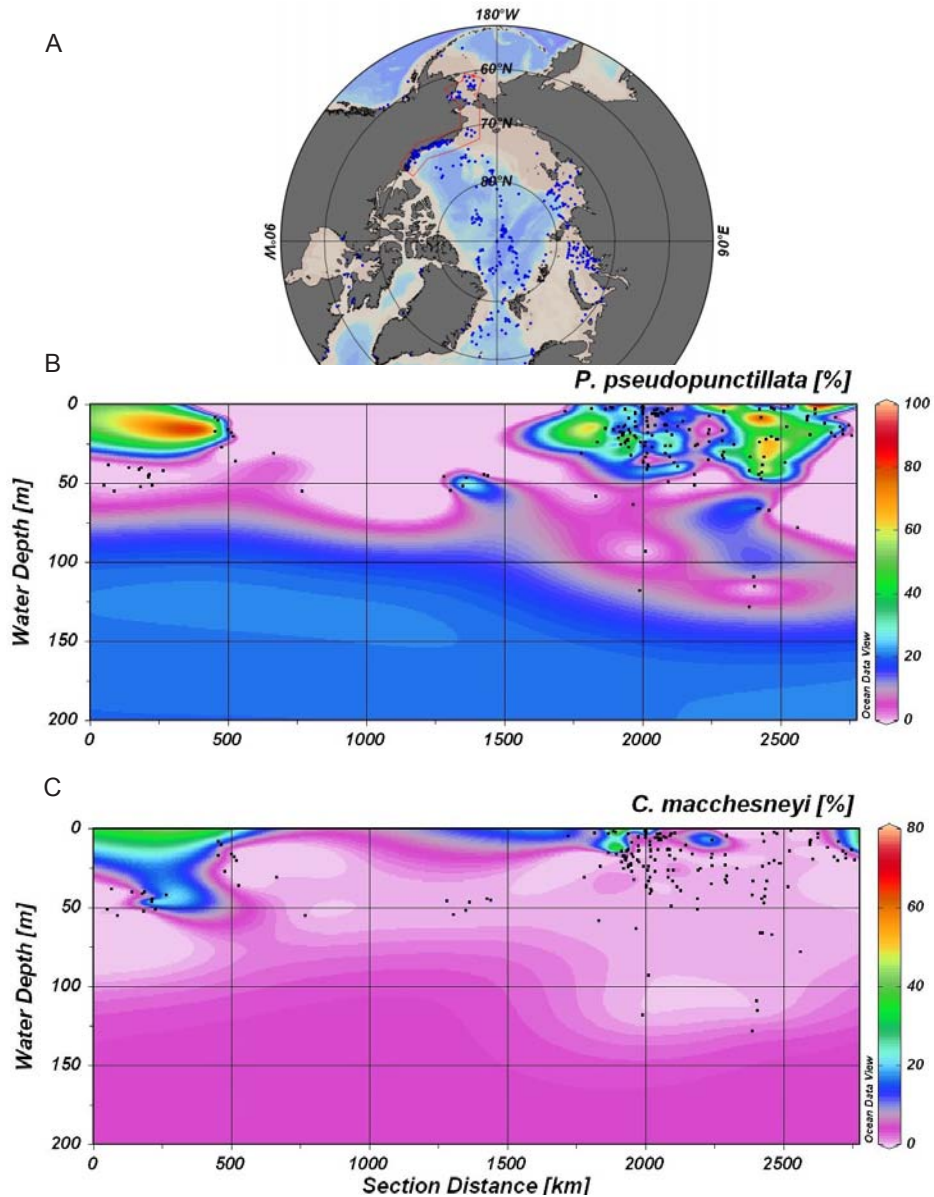 A
180°W
60°N
70°N
80°N
90°W
90°E
B
P. pseudopunctillata [%]
0
50
100
150
200
Water Depth [m]
0
500
1000
1500
2000
2500
Ocean Data View
100
80
60
40
20
0
C
C. macchesneyi [%]
0
50
100
150
200
Water Depth [m]
0
500
1000
1500
2000
2500
Section Distance [km]
Ocean Data View
80
60
40
20
0